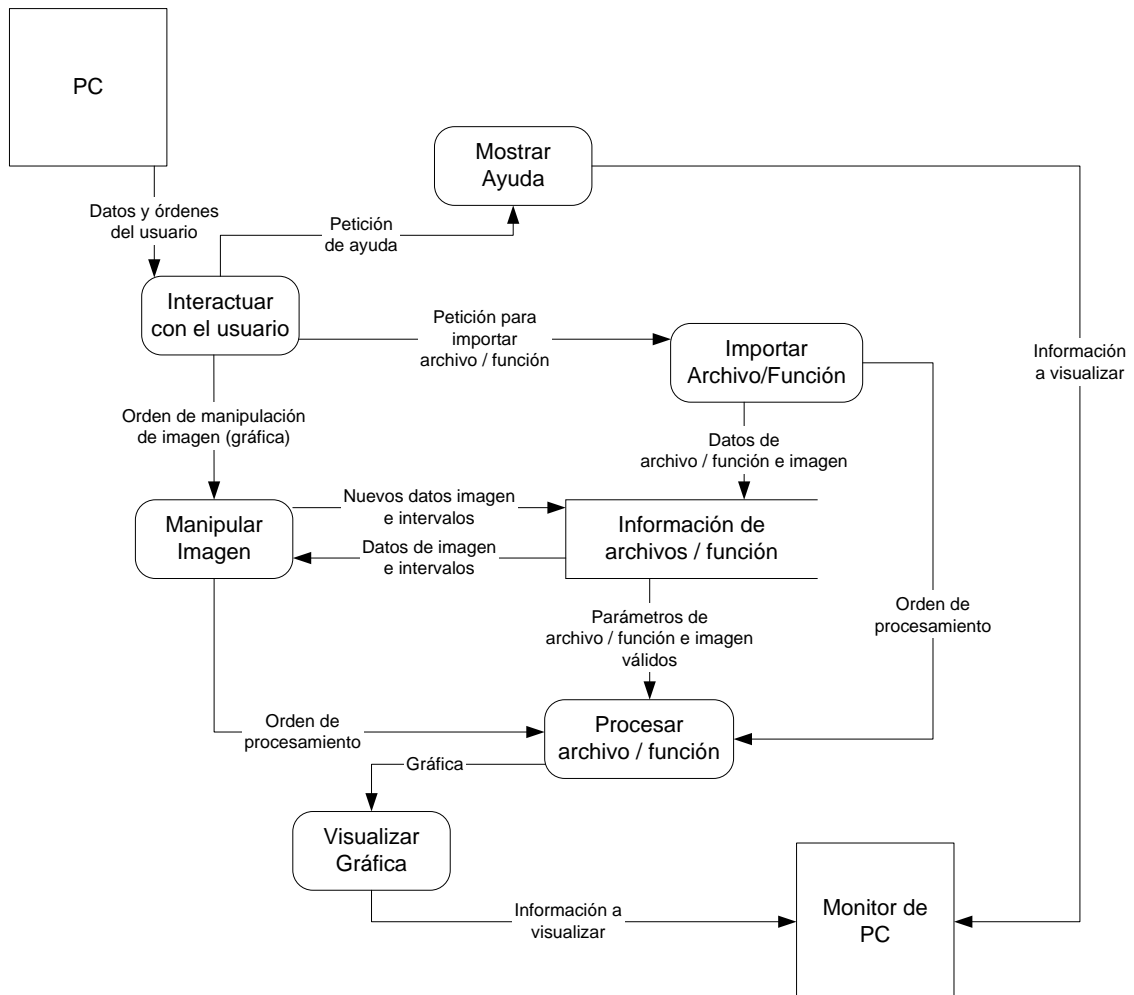 PC
Mostrar
Ayuda
Datos y órdenes
del usuario
Petición
de ayuda
Interactuar
con el usuario
Petición para
importar
archivo / función
Importar
Archivo/Función
Información
a visualizar
Orden de manipulación
de imagen (gráfica)
Datos de
archivo / función e imagen
Manipular
Imagen
Nuevos datos imagen
e intervalos
Datos de imagen
e intervalos
Información de
archivos / función
Parámetros de
archivo / función e imagen
válidos
Orden de
procesamiento
Orden de
procesamiento
Procesar
archivo / función
Gráfica
Visualizar
Gráfica
Información a
visualizar
Monitor de
PC